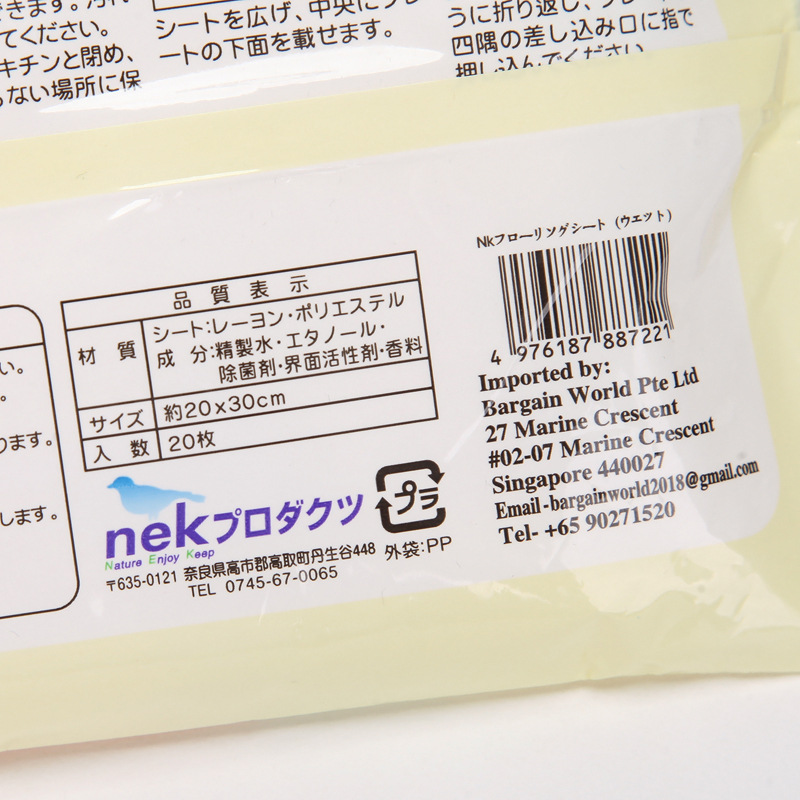 できます。汚れ
てください。
キチンと閉め、
らない場所に保
シートを広げ、中央に
ートの下面を載せます。
うに折り返し、
四隅の差し込み口に指で
押し込んでください
い。
。
ります。
します。
品質表示
材質
シート:レーヨン・ポリエステル
成 分:精製水・エタノール・
除菌剤・界面活性剤・香料
サイズ 約20x30cm
入数 20枚
nekプロダクツ
Nature Enjoy Keep
〒635-0121 奈良県高市郡高取町丹生谷448
TEL 0745-67-0065
プラ
外袋:PP
Nkフローリングシート (ウエット)
4 976187 887221
Imported by:
Bargain World Pte Ltd
27 Marine Crescent
#02-07 Marine Crescent
Singapore 440027
Email -bargainworld2018@gmail.com
Tel- +65 90271520